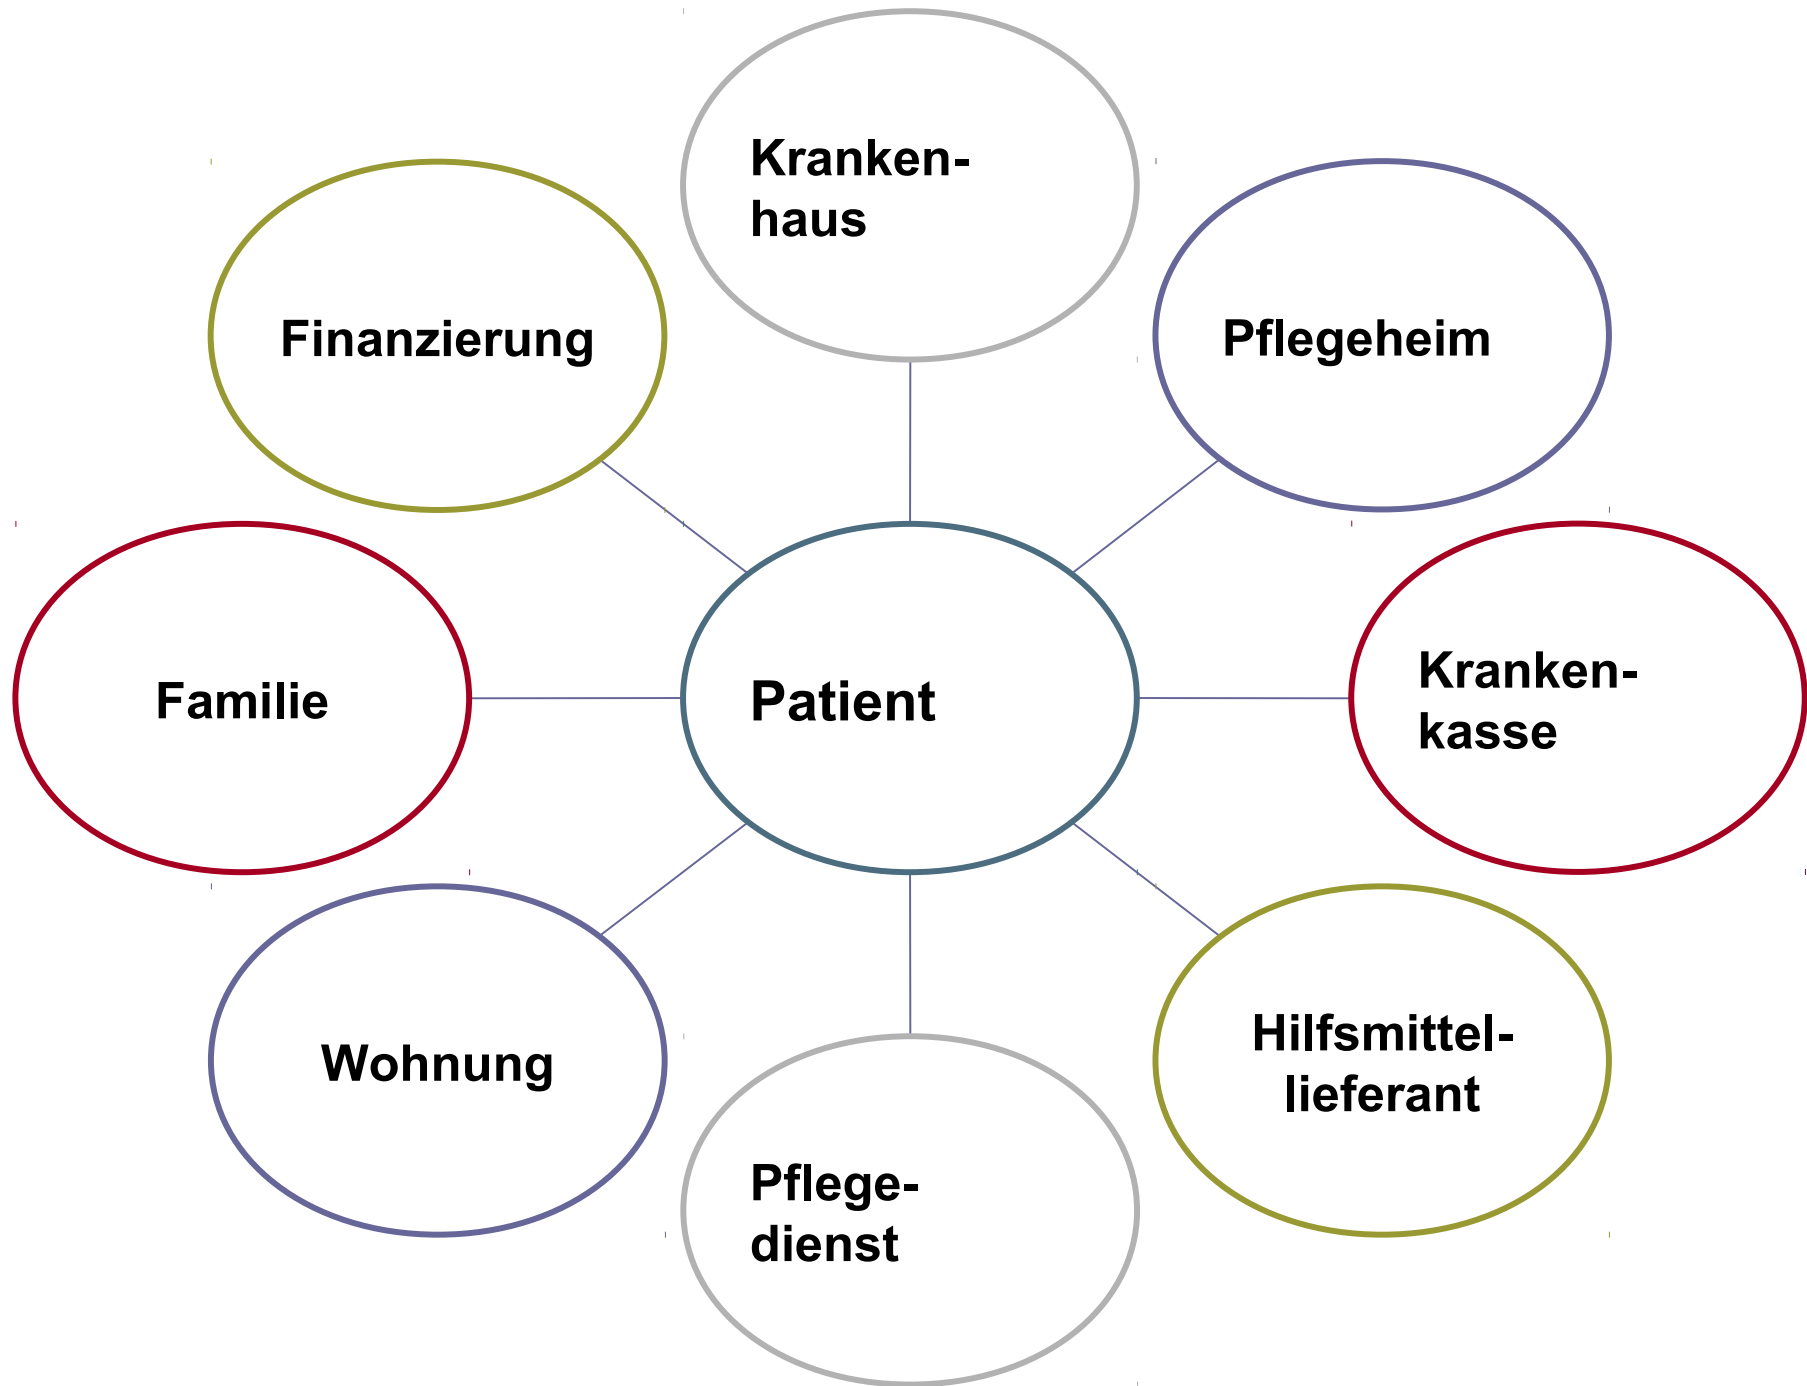 Kranken-
haus
Finanzierung
Pflegeheim
Familie
Patient
Kranken-
kasse
Wohnung
Hilfsmittel-
lieferant
Pflege-
dienst